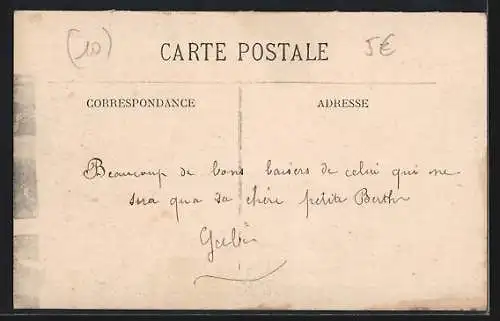 (10)
CARTE POSTALE
5€
CORRESPONDANCE
ADRESSE
Beaucoup de bons baisers de celui qui ne
sera qua sa chére petite Berthe